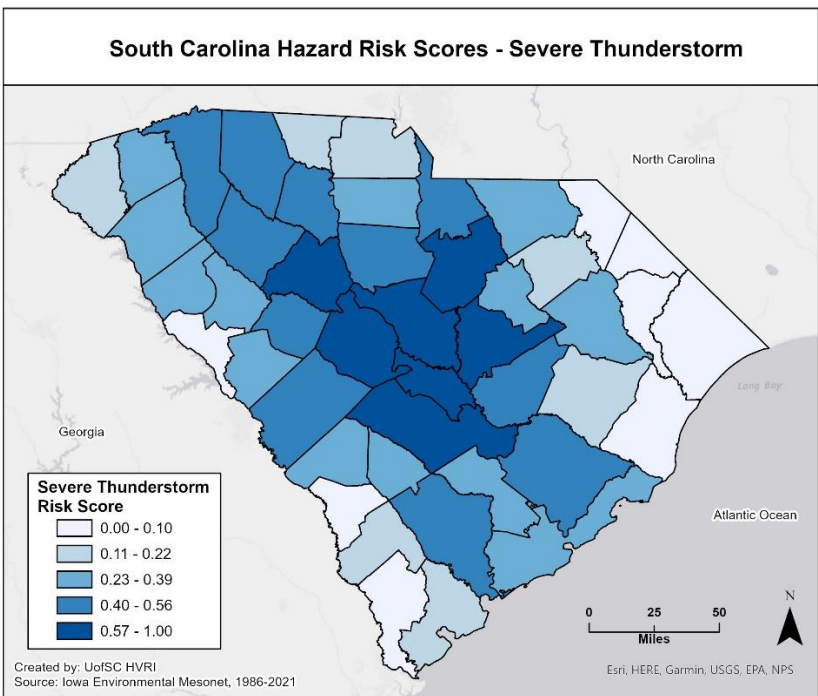 South Carolina Hazard Risk Scores - Severe Thunderstorm
North Carolina
Long Bay
Georgia
Atlantic Ocean
Severe Thunderstorm
Risk Score
0.00 - 0.10
0.11 - 0.22
0.23 - 0.39
0.40 - 0.56
0.57 - 1.00
N
0 25 50
Miles
Created by: UofSC HVRI
Source: Iowa Environmental Mesonet, 1986-2021
Esri, HERE, Garmin, USGS, EPA, NPS